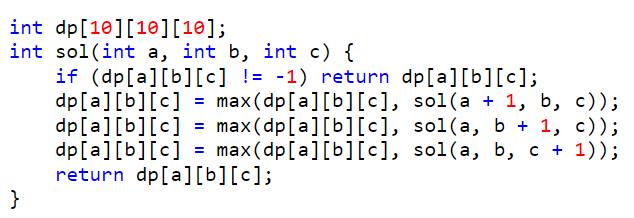 int dp[10][10][10];
int sol(int a, int b, int c) {
    if (dp[a][b][c] != -1) return dp[a][b][c];
    dp[a][b][c] = max(dp[a][b][c], sol(a + 1, b, c));
    dp[a][b][c] = max(dp[a][b][c], sol(a, b + 1, c));
    dp[a][b][c] = max(dp[a][b][c], sol(a, b, c + 1));
    return dp[a][b][c];
}